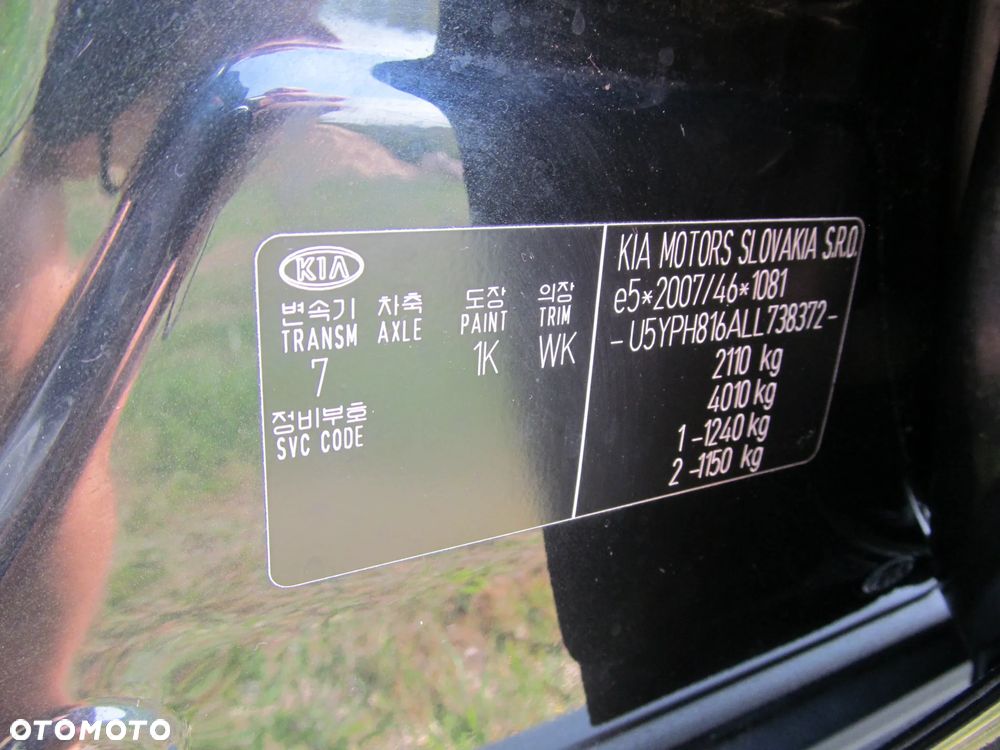 KIA
변속기 차축 도장 의장
TRANSM AXLE PAINT TRIM
7 1K WK
정비부호
SVC CODE
KIA MOTORS SLOVAKIA S.R.O.
e5*2007/46*1081
-U5YPH816ALL738372-
2110 kg
4010 kg
1-1240 kg
2-1150 kg
OTOMOTO